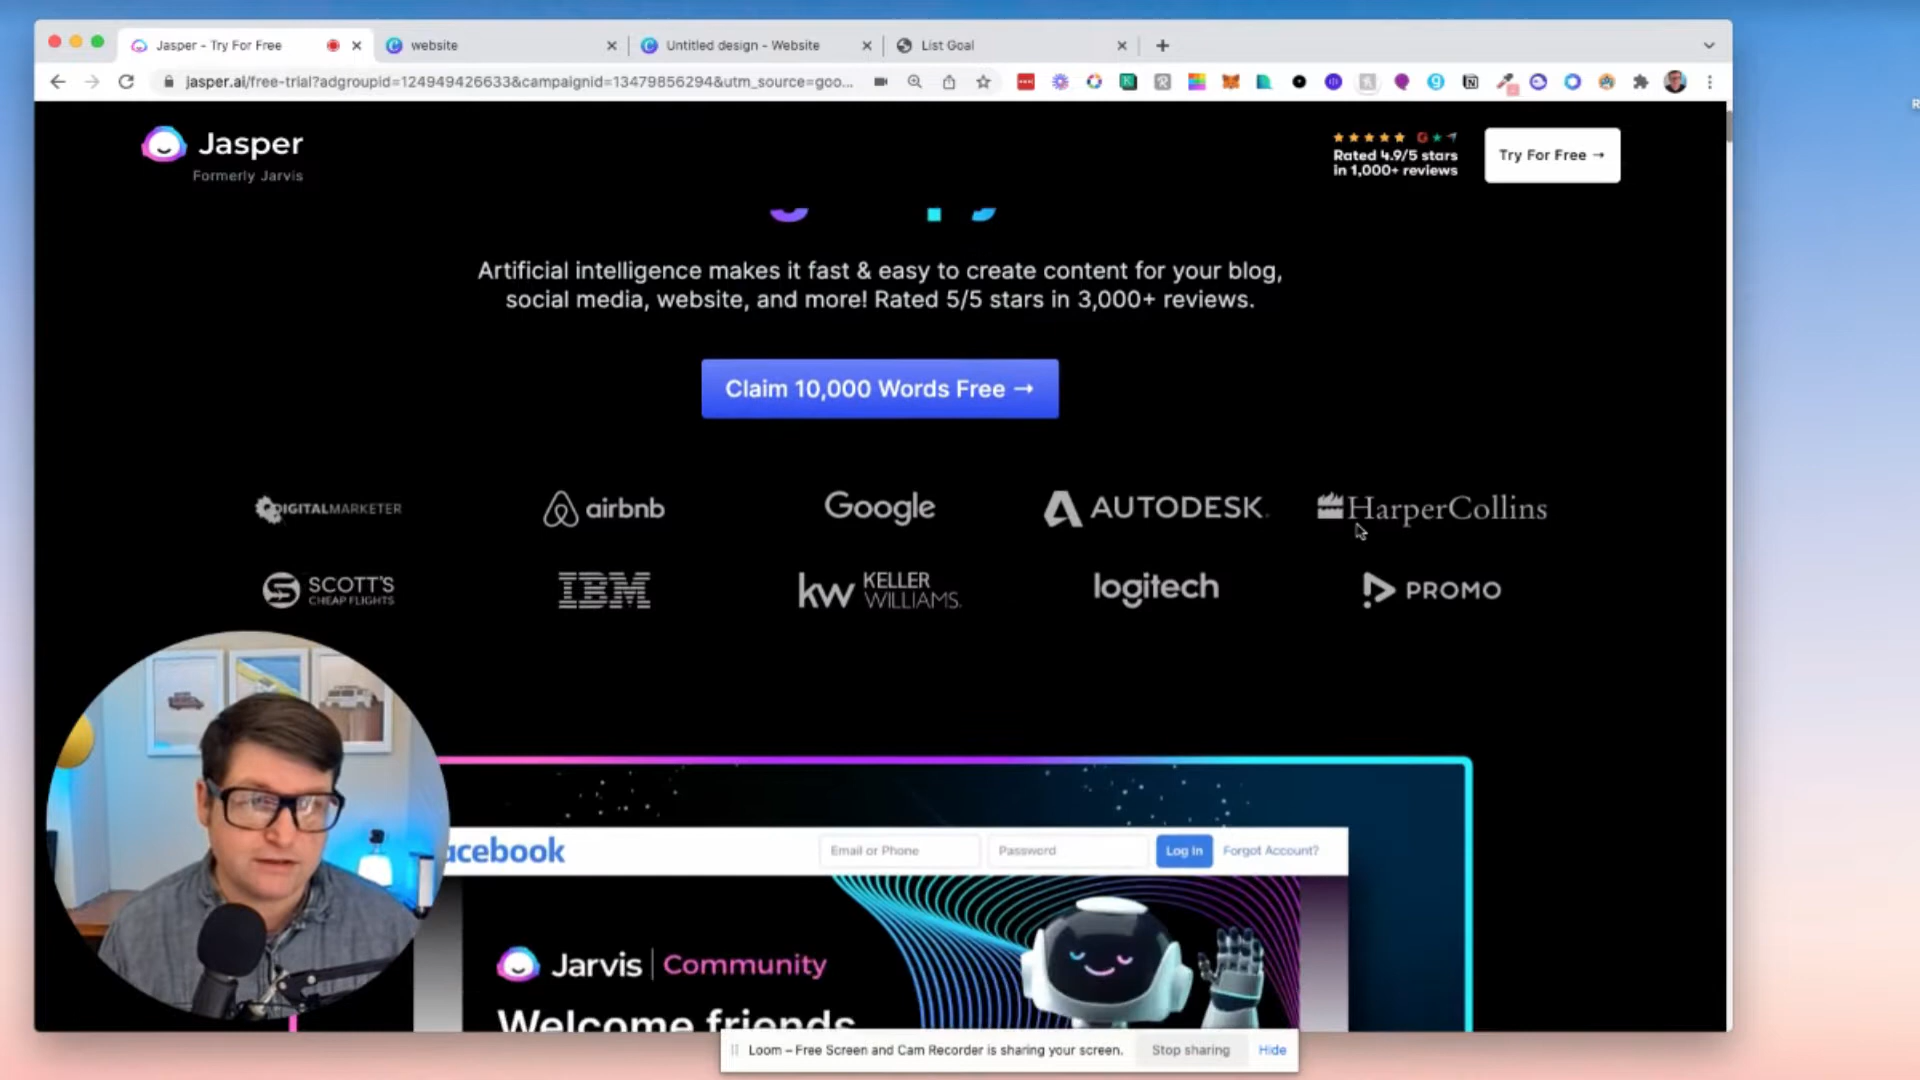 Jasper - Try For Free
website
Untitled design - Website
List Goal
jasper.ai/free-trial?adgroupid=124949426633&campaignid=13479856294&utm_source=goo...
Jasper
Formerly Jarvis
Rated 4.9/5 stars
in 1,000+ reviews
Try For Free →
Artificial intelligence makes it fast & easy to create content for your blog,
social media, website, and more! Rated 5/5 stars in 3,000+ reviews.
Claim 10,000 Words Free →
DIGITALMARKETER
airbnb
Google
AUTODESK.
HarperCollins
SCOTT'S
CHEAP FLIGHTS
IBM
kw KELLER
WILLIAMS.
logitech
PROMO
acebook
Email or Phone
Password
Log In
Forgot Account?
Jarvis | Community
Welcome friends
Loom – Free Screen and Cam Recorder is sharing your screen.
Stop sharing
Hide